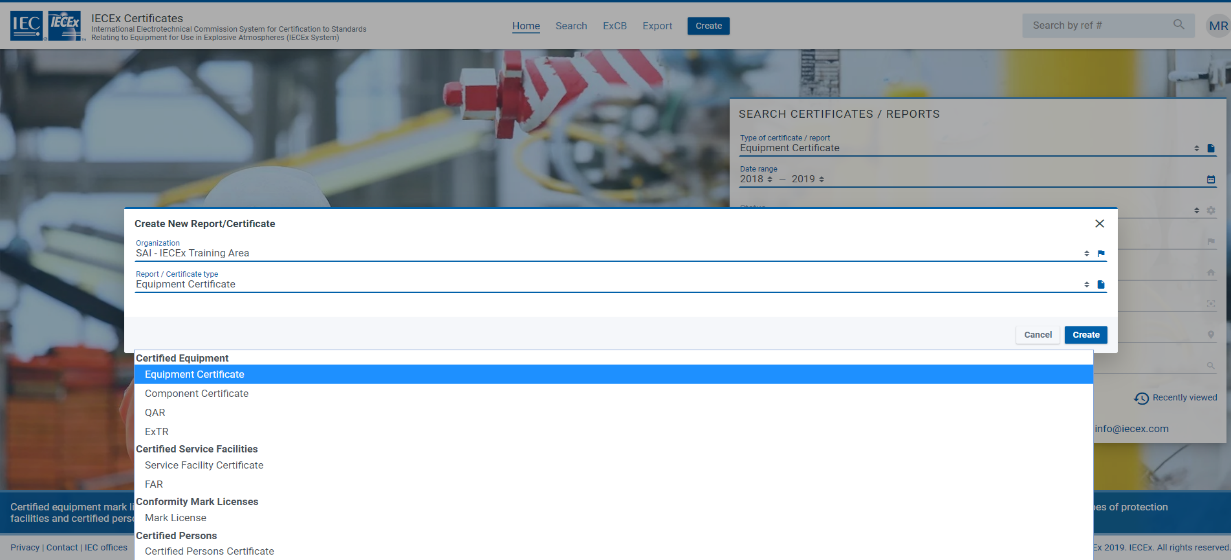 IEC IECEx
IECEx Certificates
International Electrotechnical Commission System for Certification to Standards
Relating to Equipment for Use in Explosive Atmospheres (IECEx System)
Home Search ExCB Export Create
Search by ref #
MR
SEARCH CERTIFICATES / REPORTS
Type of certificate / report
Equipment Certificate
Date range
2018 – 2019
Create New Report/Certificate
Organization
SAI - IECEx Training Area
Report / Certificate type
Equipment Certificate
Cancel Create
Certified Equipment
Equipment Certificate
Component Certificate
QAR
ExTR
Certified Service Facilities
Service Facility Certificate
FAR
Conformity Mark Licenses
Mark License
Certified Persons
Certified Persons Certificate
Recently viewed
info@iecex.com
Certified equipment mark
facilities and certified
of protection
Privacy | Contact | IEC offices
2019. IECEx. All rights reserved.